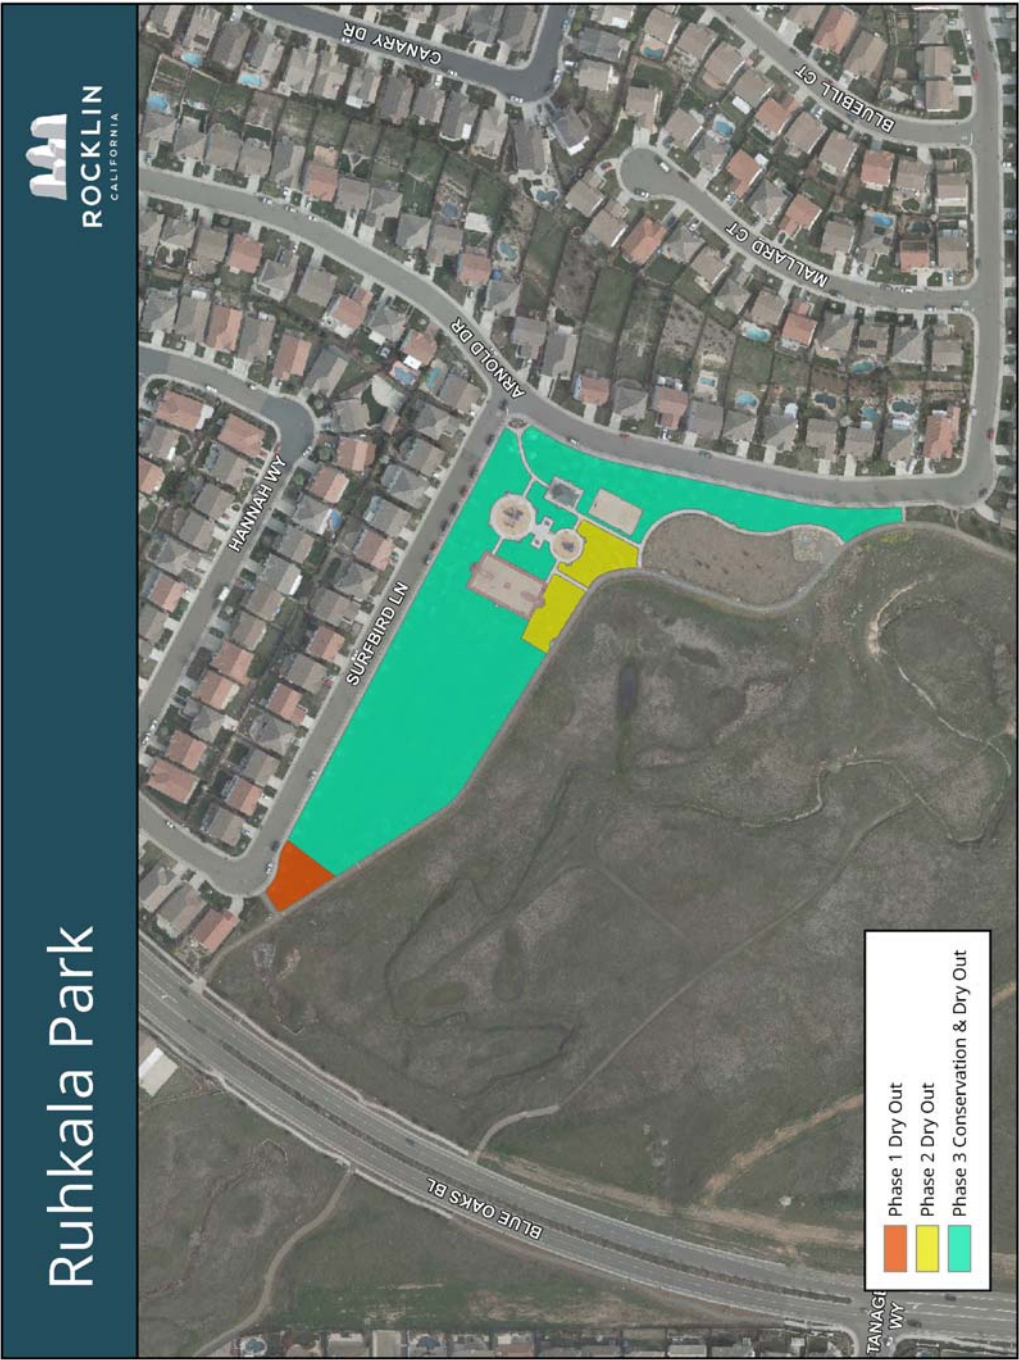 Ruhkala Park
ROCKLIN
CALIFORNIA
CANARY DR
BLUEBILL CT
MALLARD CT
ARNOLD DR
HANNAH WY
SURFBIRD LN
BLUE OAKS BL
TANAGE
WY
Phase 1 Dry Out
Phase 2 Dry Out
Phase 3 Conservation & Dry Out